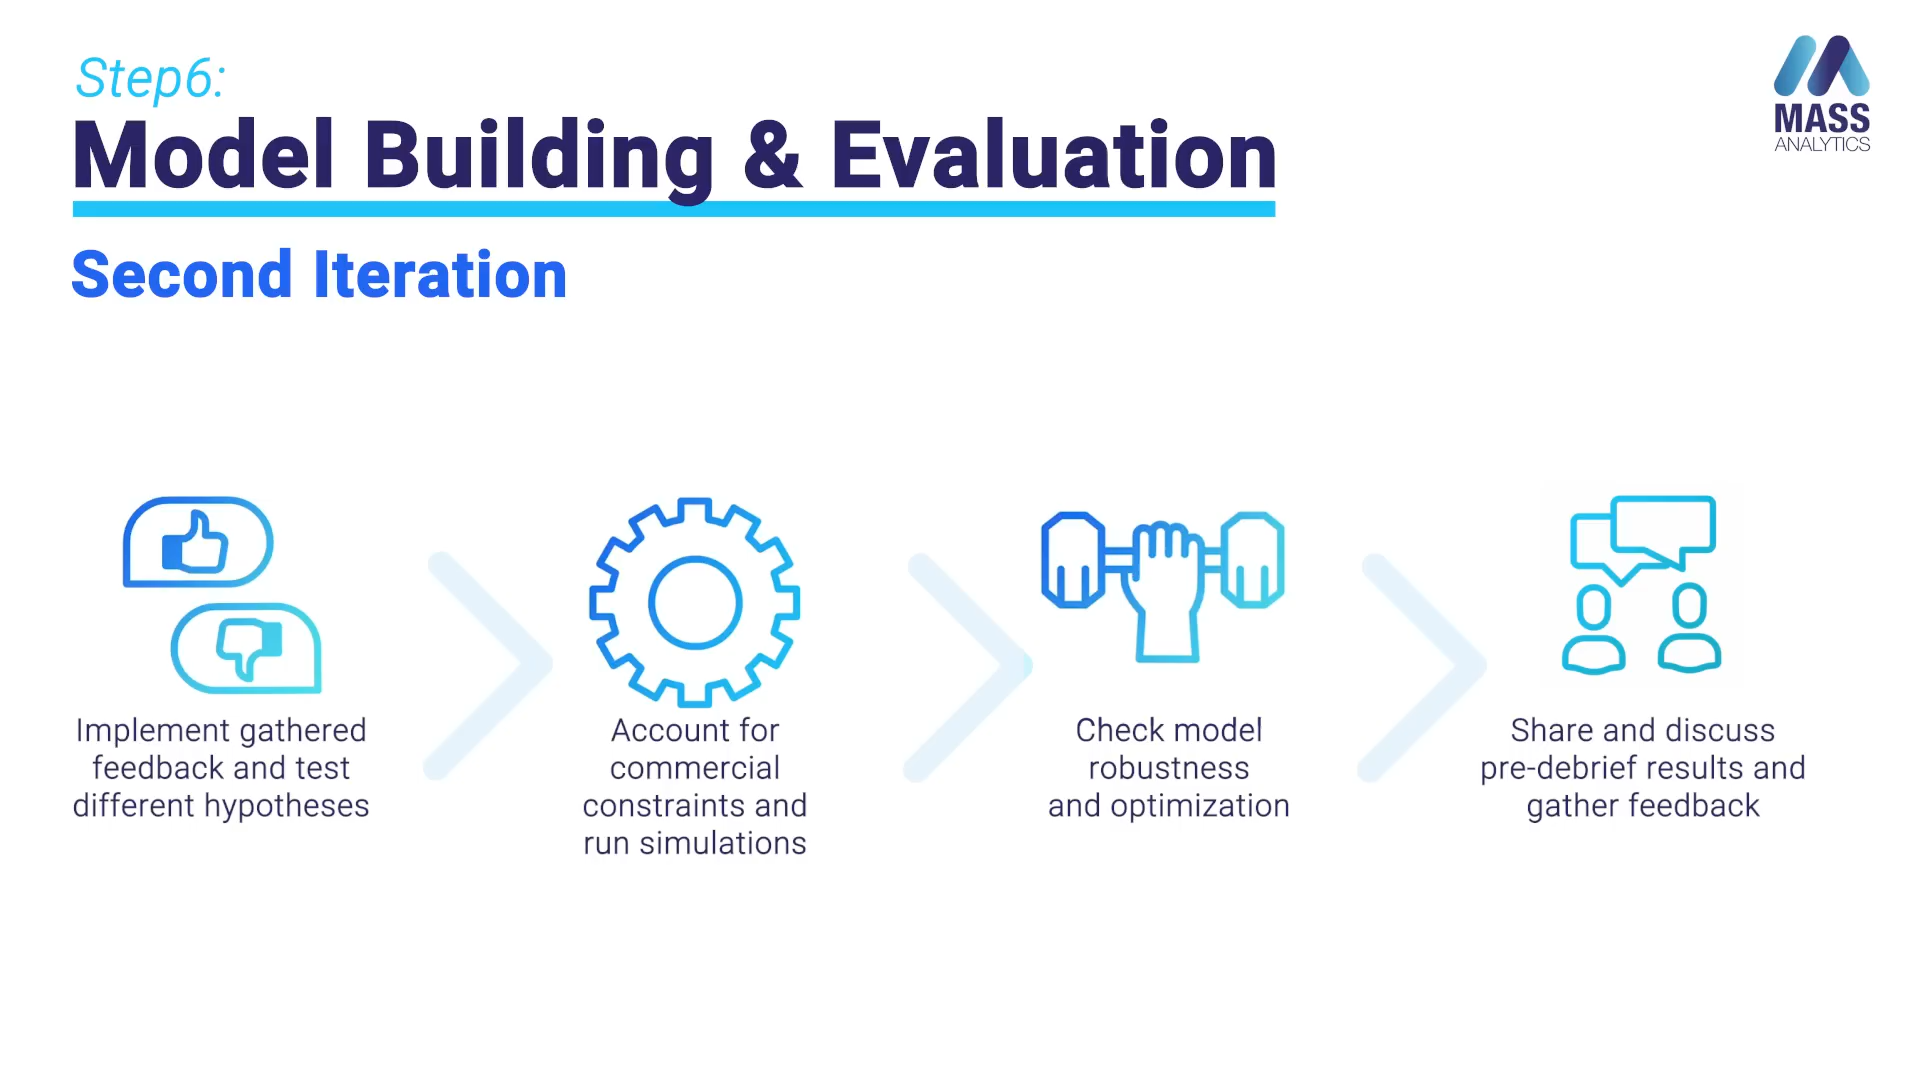 Step6:
Model Building & Evaluation
Second Iteration
MASS
ANALYTICS
Implement gathered
feedback and test
different hypotheses
Account for
commercial
constraints and
run simulations
Check model
robustness
and optimization
Share and discuss
pre-debrief results and
gather feedback